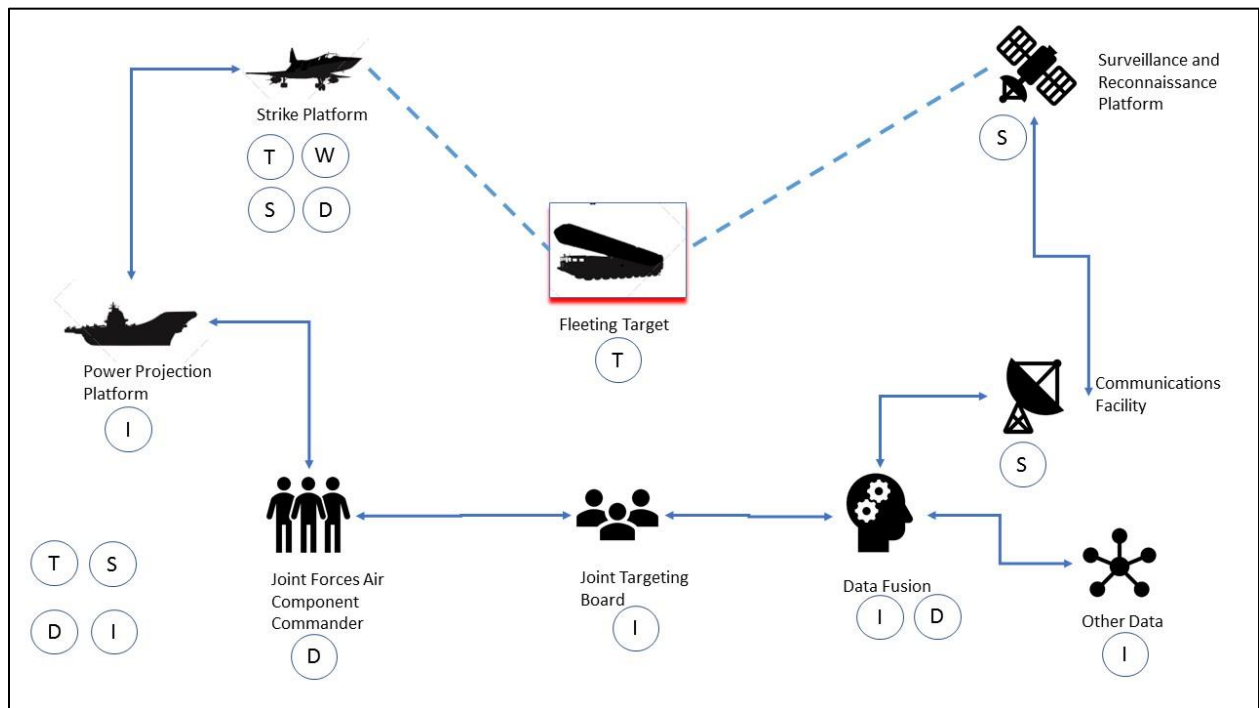 Strike Platform
T W
S D
Surveillance and
Reconnaissance
Platform
S
Fleeting Target
T
Power Projection
Platform
I
Communications
Facility
S
T S
D I
Joint Forces Air
Component
Commander
D
Joint Targeting
Board
I
Data Fusion
I D
Other Data
I